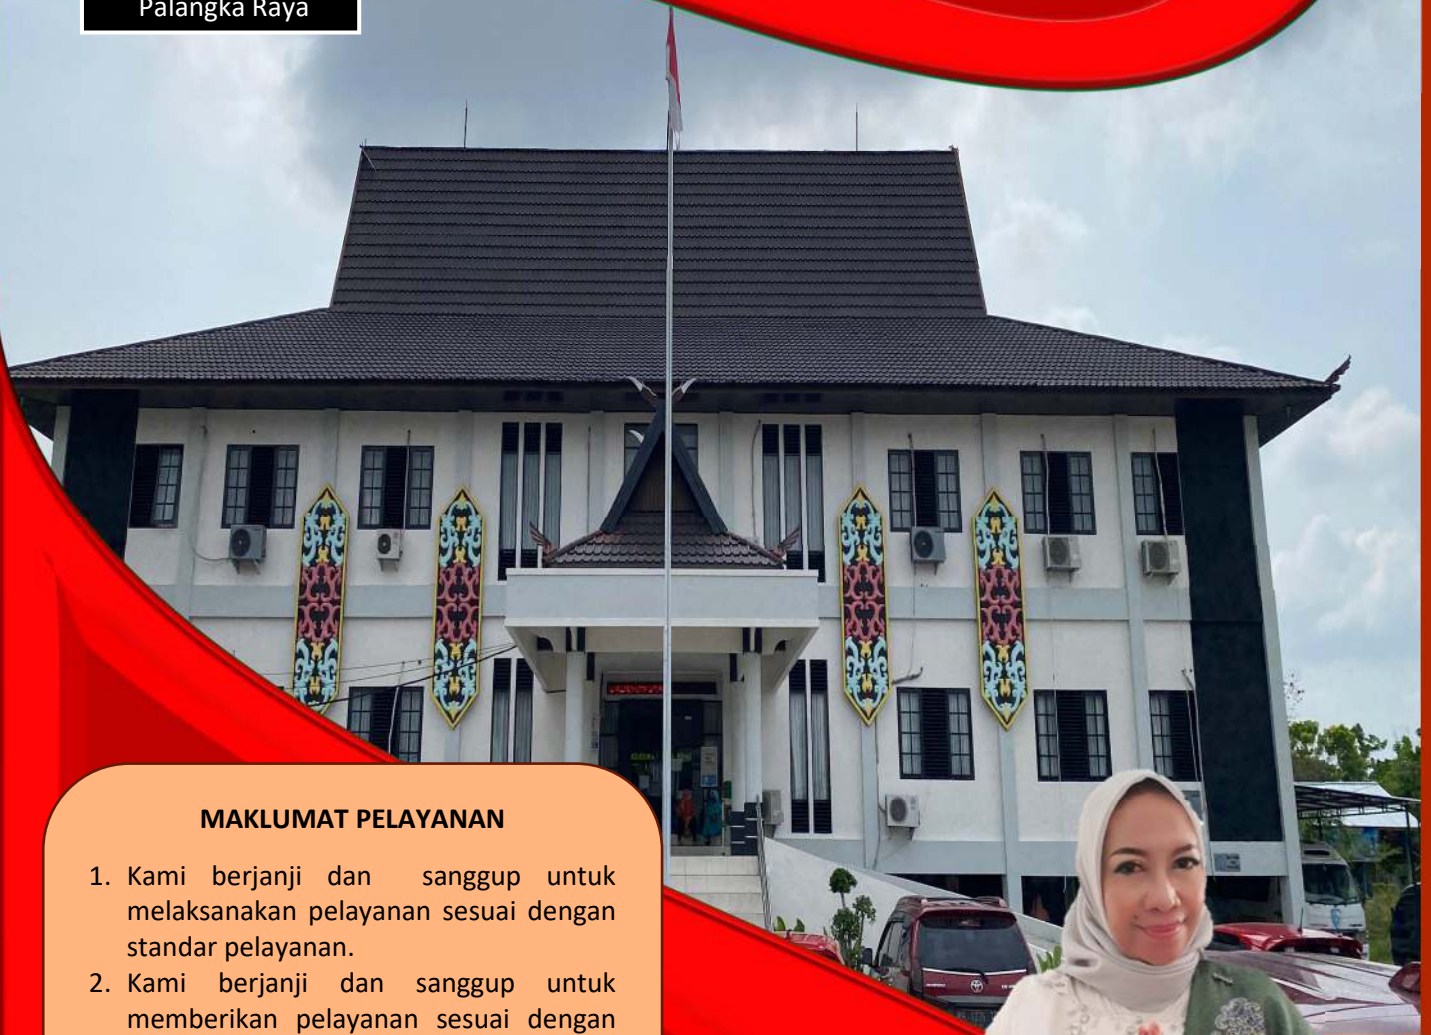 Palangka Raya
MAKLUMAT PELAYANAN
1. Kami berjanji dan sanggup untuk
melaksanakan pelayanan sesuai dengan
standar pelayanan.
2. Kami berjanji dan sanggup untuk
memberikan pelayanan sesuai dengan